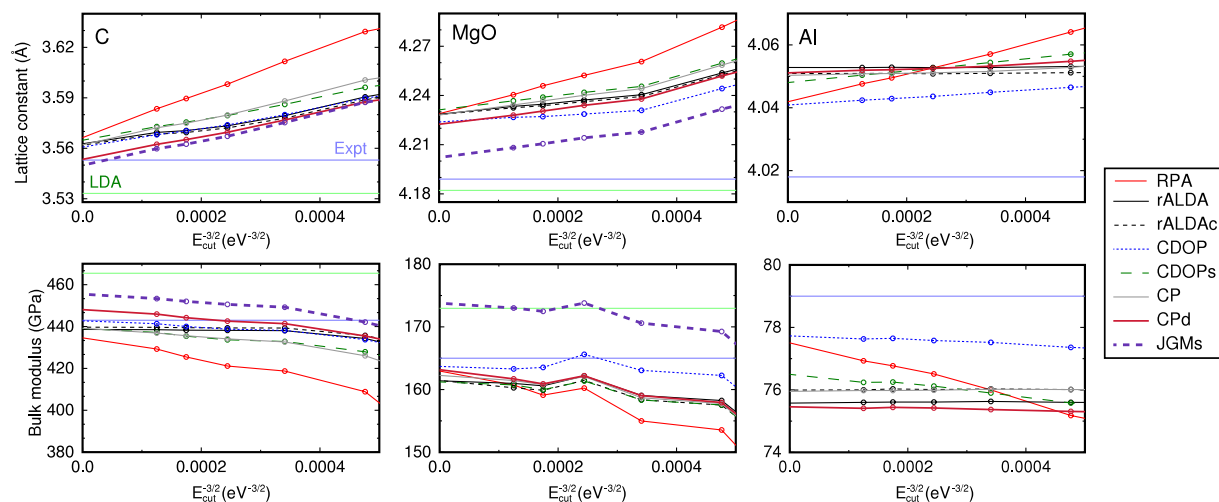 C
Lattice constant (Å)
3.62
3.59
3.56
3.53
Expt
LDA
0.0
0.0002
0.0004
E_cut^-3/2 (eV^-3/2)
MgO
4.27
4.24
4.21
4.18
0.0
0.0002
0.0004
E_cut^-3/2 (eV^-3/2)
Al
4.06
4.04
4.02
0.0
0.0002
0.0004
E_cut^-3/2 (eV^-3/2)
Bulk modulus (GPa)
460
440
420
400
380
0.0
0.0002
0.0004
E_cut^-3/2 (eV^-3/2)
180
170
160
150
0.0
0.0002
0.0004
E_cut^-3/2 (eV^-3/2)
80
78
76
74
0.0
0.0002
0.0004
E_cut^-3/2 (eV^-3/2)
RPA
rALDA
rALDAc
CDOP
CDOPs
CP
CPd
JGMs